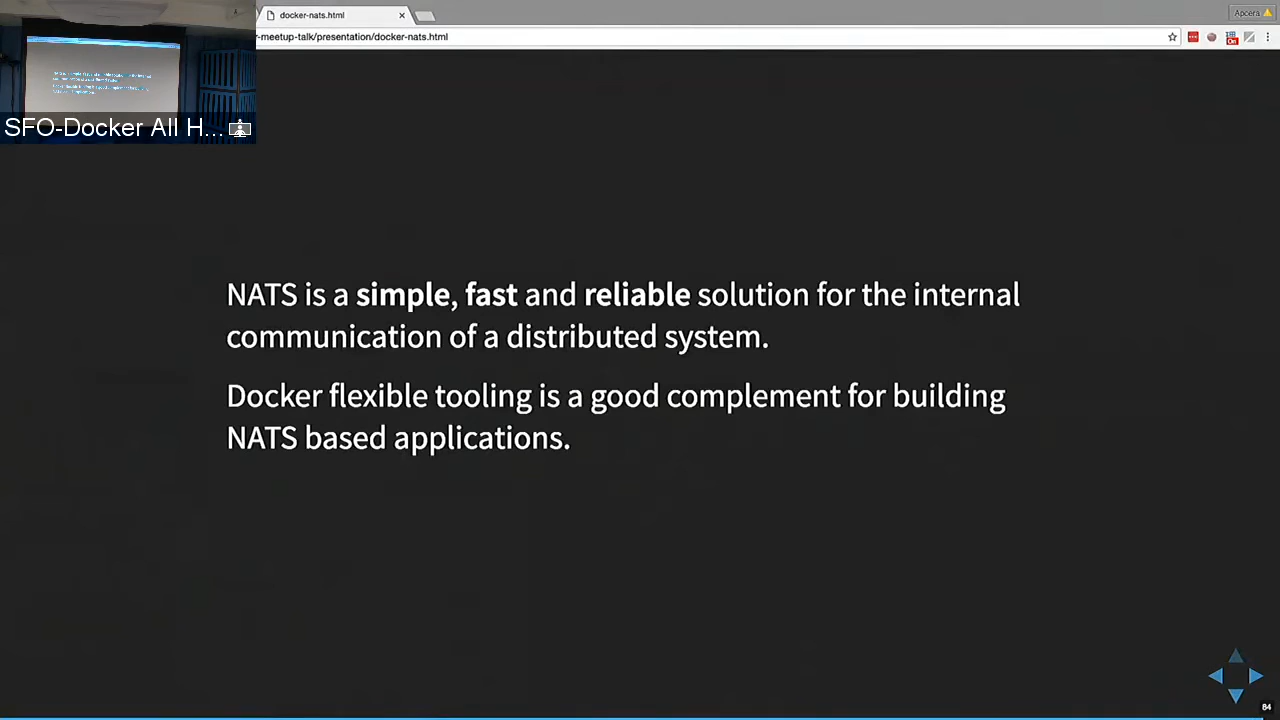 docker-nats.html
Apcera
r-meetup-talk/presentation/docker-nats.html
On
SFO-Docker All H...
NATS is a simple, fast and reliable solution for the internal
communication of a distributed system.
Docker flexible tooling is a good complement for building
NATS based applications.
84